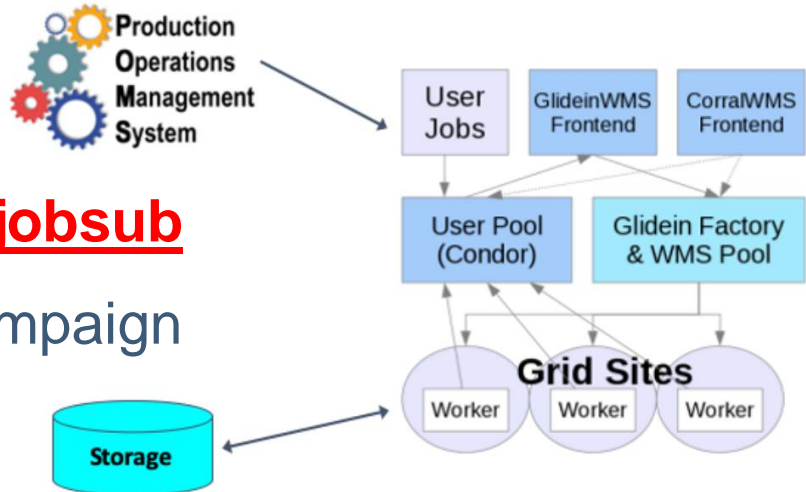 Production
Operations
Management
System
User
Jobs
GlideinWMS
Frontend
CorralWMS
Frontend
jobsub
User Pool
(Condor)
Glidein Factory
& WMS Pool
mpaign
Grid Sites
Worker
Worker
Worker
Storage